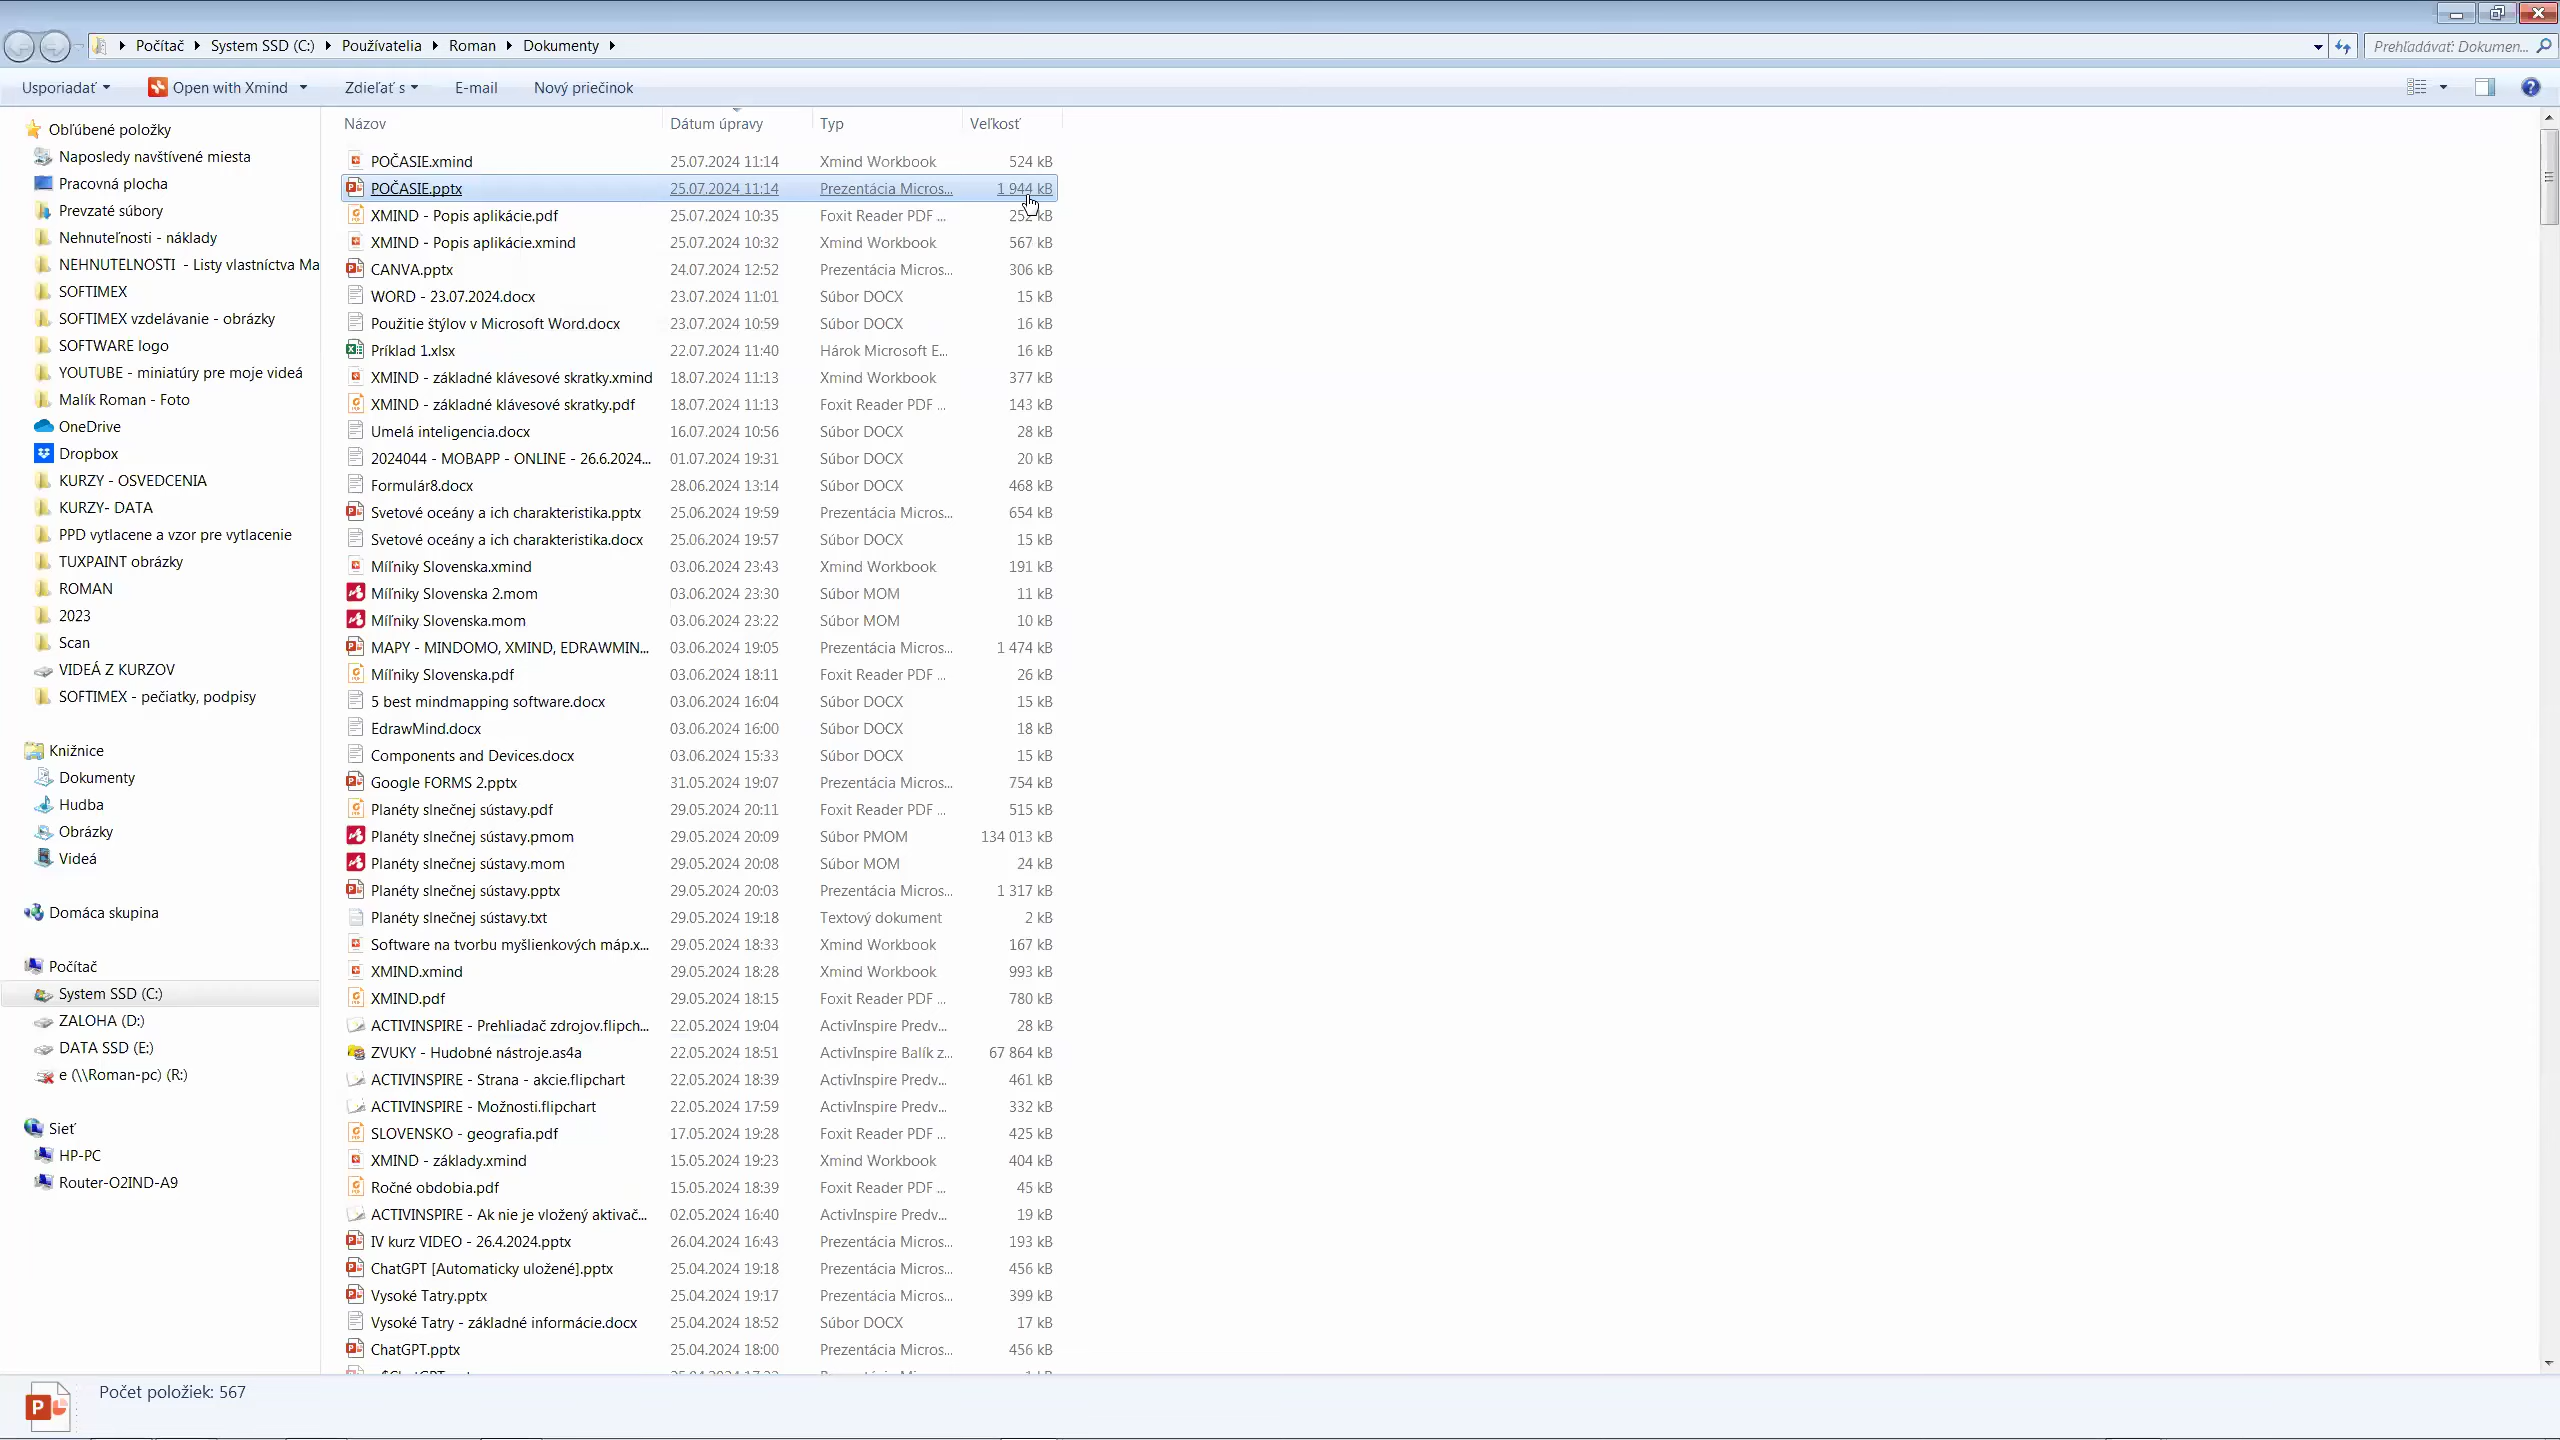 Počítač ▸ System SSD (C:) ▸ Používatelia ▸ Roman ▸ Dokumenty ▸
Prehľadávať: Dokumen...
Usporiadať
Open with Xmind
Zdieľať s
E-mail
Nový priečinok
Obľúbené položky
Naposledy navštívené miesta
Pracovná plocha
Prevzaté súbory
Nehnuteľnosti - náklady
NEHNUTELNOSTI - Listy vlastníctva Ma
SOFTIMEX
SOFTIMEX vzdelávanie - obrázky
SOFTWARE logo
YOUTUBE - miniatúry pre moje videá
Malík Roman - Foto
OneDrive
Dropbox
KURZY - OSVEDCENIA
KURZY- DATA
PPD vytlacene a vzor pre vytlacenie
TUXPAINT obrázky
ROMAN
2023
Scan
VIDEÁ Z KURZOV
SOFTIMEX - pečiatky, podpisy
Knižnice
Dokumenty
Hudba
Obrázky
Videá
Domáca skupina
Počítač
System SSD (C:)
ZALOHA (D:)
DATA SSD (E:)
e (\\Roman-pc) (R:)
Sieť
HP-PC
Router-O2IND-A9
Názov Dátum úpravy Typ Veľkosť
POČASIE.xmind 25.07.2024 11:14 Xmind Workbook 524 kB
POČASIE.pptx 25.07.2024 11:14 Prezentácia Micros... 1 944 kB
XMIND - Popis aplikácie.pdf 25.07.2024 10:35 Foxit Reader PDF ... 252 kB
XMIND - Popis aplikácie.xmind 25.07.2024 10:32 Xmind Workbook 567 kB
CANVA.pptx 24.07.2024 12:52 Prezentácia Micros... 306 kB
WORD - 23.07.2024.docx 23.07.2024 11:01 Súbor DOCX 15 kB
Použitie štýlov v Microsoft Word.docx 23.07.2024 10:59 Súbor DOCX 16 kB
Príklad 1.xlsx 22.07.2024 11:40 Hárok Microsoft E... 16 kB
XMIND - základné klávesové skratky.xmind 18.07.2024 11:13 Xmind Workbook 377 kB
XMIND - základné klávesové skratky.pdf 18.07.2024 11:13 Foxit Reader PDF ... 143 kB
Umelá inteligencia.docx 16.07.2024 10:56 Súbor DOCX 28 kB
2024044 - MOBAPP - ONLINE - 26.6.2024... 01.07.2024 19:31 Súbor DOCX 20 kB
Formulár8.docx 28.06.2024 13:14 Súbor DOCX 468 kB
Svetové oceány a ich charakteristika.pptx 25.06.2024 19:59 Prezentácia Micros... 654 kB
Svetové oceány a ich charakteristika.docx 25.06.2024 19:57 Súbor DOCX 15 kB
Míľniky Slovenska.xmind 03.06.2024 23:43 Xmind Workbook 191 kB
Míľniky Slovenska 2.mom 03.06.2024 23:30 Súbor MOM 11 kB
Míľniky Slovenska.mom 03.06.2024 23:22 Súbor MOM 10 kB
MAPY - MINDOMO, XMIND, EDRAWMIN... 03.06.2024 19:05 Prezentácia Micros... 1 474 kB
Míľniky Slovenska.pdf 03.06.2024 18:11 Foxit Reader PDF ... 26 kB
5 best mindmapping software.docx 03.06.2024 16:04 Súbor DOCX 15 kB
EdrawMind.docx 03.06.2024 16:00 Súbor DOCX 18 kB
Components and Devices.docx 03.06.2024 15:33 Súbor DOCX 15 kB
Google FORMS 2.pptx 31.05.2024 19:07 Prezentácia Micros... 754 kB
Planéty slnečnej sústavy.pdf 29.05.2024 20:11 Foxit Reader PDF ... 515 kB
Planéty slnečnej sústavy.pmom 29.05.2024 20:09 Súbor PMOM 134 013 kB
Planéty slnečnej sústavy.mom 29.05.2024 20:08 Súbor MOM 24 kB
Planéty slnečnej sústavy.pptx 29.05.2024 20:03 Prezentácia Micros... 1 317 kB
Planéty slnečnej sústavy.txt 29.05.2024 19:18 Textový dokument 2 kB
Software na tvorbu myšlienkových máp.x... 29.05.2024 18:33 Xmind Workbook 167 kB
XMIND.xmind 29.05.2024 18:28 Xmind Workbook 993 kB
XMIND.pdf 29.05.2024 18:15 Foxit Reader PDF ... 780 kB
ACTIVINSPIRE - Prehliadač zdrojov.flipch... 22.05.2024 19:04 ActivInspire Predv... 28 kB
ZVUKY - Hudobné nástroje.as4a 22.05.2024 18:51 ActivInspire Balík z... 67 864 kB
ACTIVINSPIRE - Strana - akcie.flipchart 22.05.2024 18:39 ActivInspire Predv... 461 kB
ACTIVINSPIRE - Možnosti.flipchart 22.05.2024 17:59 ActivInspire Predv... 332 kB
SLOVENSKO - geografia.pdf 17.05.2024 19:28 Foxit Reader PDF ... 425 kB
XMIND - základy.xmind 15.05.2024 19:23 Xmind Workbook 404 kB
Ročné obdobia.pdf 15.05.2024 18:39 Foxit Reader PDF ... 45 kB
ACTIVINSPIRE - Ak nie je vložený aktivač... 02.05.2024 16:40 ActivInspire Predv... 19 kB
IV kurz VIDEO - 26.4.2024.pptx 26.04.2024 16:43 Prezentácia Micros... 193 kB
ChatGPT [Automaticky uložené].pptx 25.04.2024 19:18 Prezentácia Micros... 456 kB
Vysoké Tatry.pptx 25.04.2024 19:17 Prezentácia Micros... 399 kB
Vysoké Tatry - základné informácie.docx 25.04.2024 18:52 Súbor DOCX 17 kB
ChatGPT.pptx 25.04.2024 18:00 Prezentácia Micros... 456 kB
Počet položiek: 567